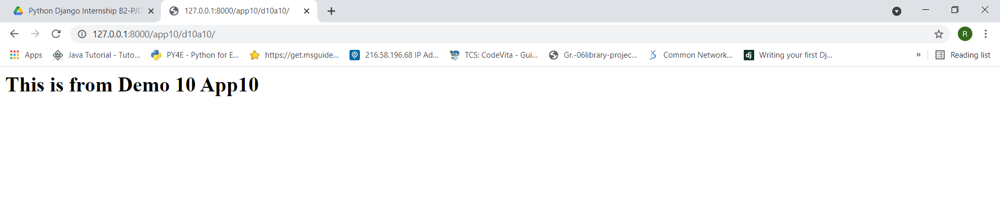 Python Django Internship B2-PJD
127.0.0.1:8000/app10/d10a10/
127.0.0.1:8000/app10/d10a10/
R
Apps
Java Tutorial - Tuto...
PY4E - Python for E...
https://get.msguide...
216.58.196.68 IP Ad...
TCS: CodeVita - Gui...
Gr.-06library-projec...
Common Network...
dj
Writing your first Dj...
»
Reading list
This is from Demo 10 App10